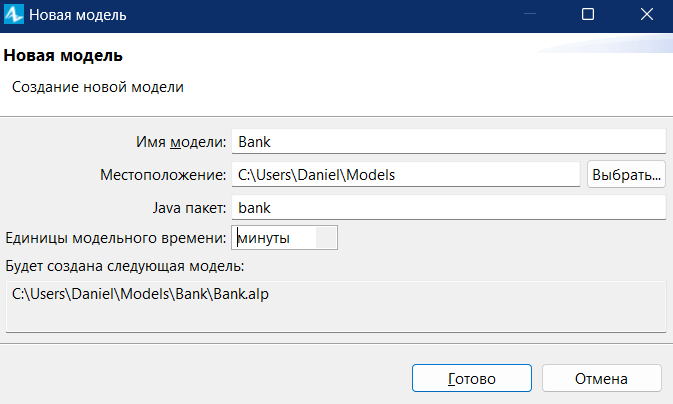 Новая модель
Новая модель
Создание новой модели
Имя модели: Bank
Местоположение: C:\Users\Daniel\Models Выбрать...
Java пакет: bank
Единицы модельного времени: минуты
Будет создана следующая модель:
C:\Users\Daniel\Models\Bank\Bank.alp
Готово Отмена